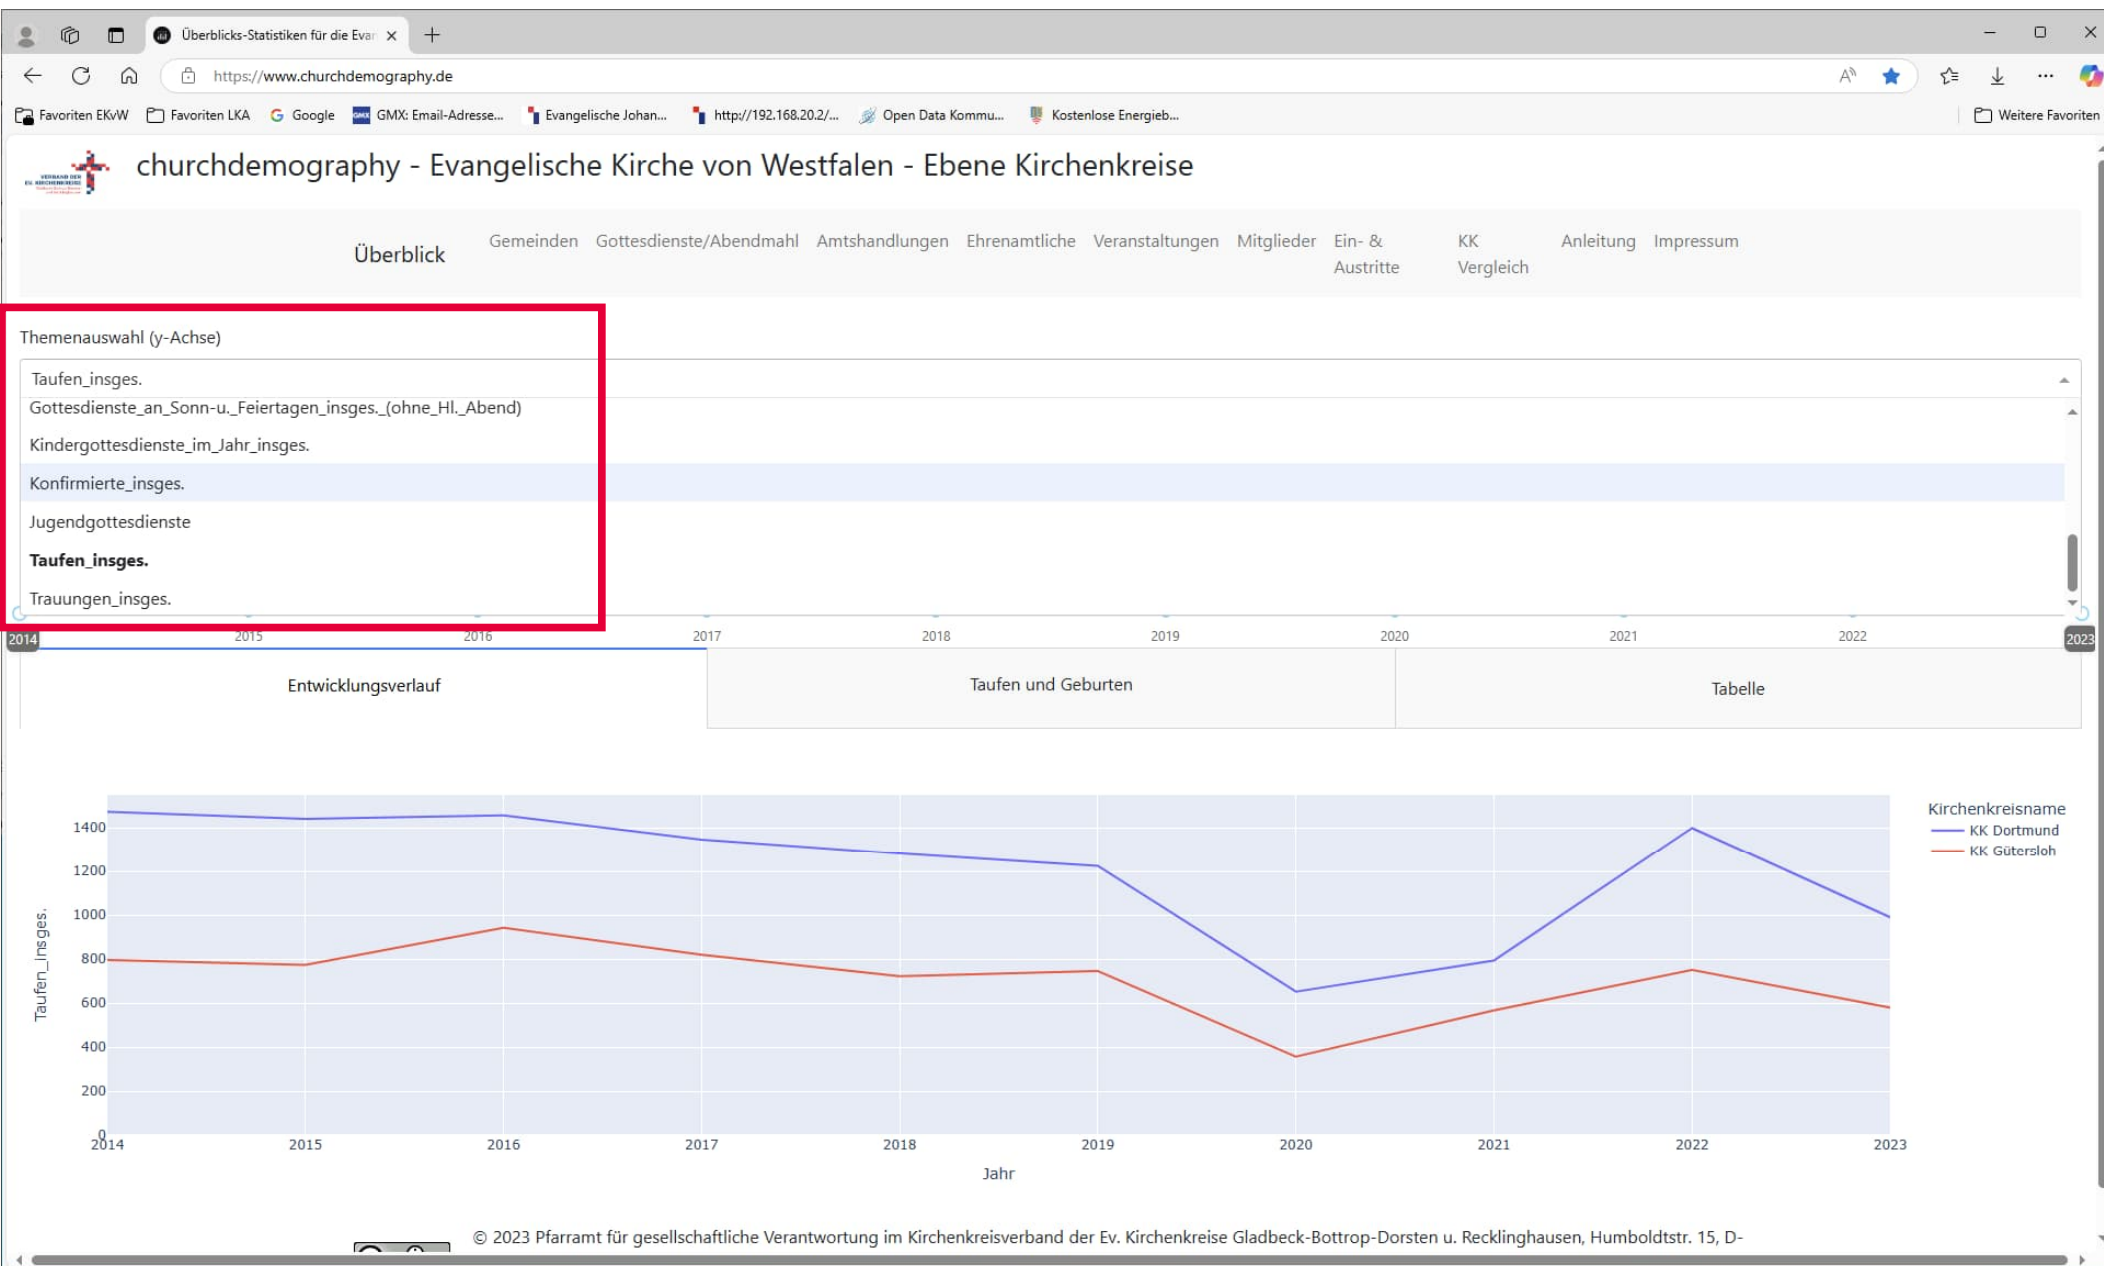 Überblicks-Statistiken für die Evan
https://www.churchdemography.de
Favoriten EKvW Favoriten LKA Google GMX: Email-Adresse... Evangelische Johan... http://192.168.20.2/... Open Data Kommu... Kostenlose Energieb... Weitere Favoriten
VERBAND DER
EV. KIRCHENKREISE
churchdemography - Evangelische Kirche von Westfalen - Ebene Kirchenkreise
Überblick Gemeinden Gottesdienste/Abendmahl Amtshandlungen Ehrenamtliche Veranstaltungen Mitglieder Ein- & Austritte KK Vergleich Anleitung Impressum
Themenauswahl (y-Achse)
Taufen_insges.
Gottesdienste_an_Sonn-u._Feiertagen_insges._(ohne_Hl._Abend)
Kindergottesdienste_im_Jahr_insges.
Konfirmierte_insges.
Jugendgottesdienste
Taufen_insges.
Trauungen_insges.
2014 2015 2016 2017 2018 2019 2020 2021 2022 2023
Entwicklungsverlauf Taufen und Geburten Tabelle
Kirchenkreisname
KK Dortmund
KK Gütersloh
Taufen_insges.
1400
1200
1000
800
600
400
200
0
2014 2015 2016 2017 2018 2019 2020 2021 2022 2023
Jahr
© 2023 Pfarramt für gesellschaftliche Verantwortung im Kirchenkreisverband der Ev. Kirchenkreise Gladbeck-Bottrop-Dorsten u. Recklinghausen, Humboldtstr. 15, D-